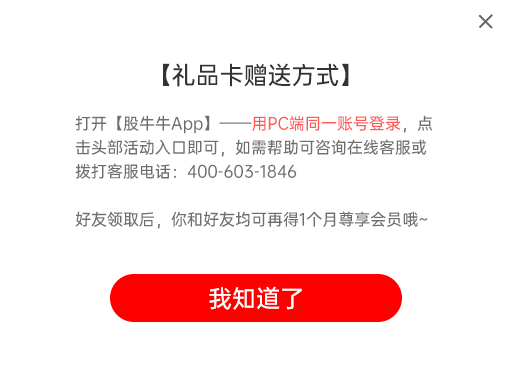 【礼品卡赠送方式】
打开【股牛牛App】——用PC端同一账号登录，点
击头部活动入口即可，如需帮助可咨询在线客服或
拨打客服电话：400-603-1846
好友领取后，你和好友均可再得1个月尊享会员哦~
我知道了